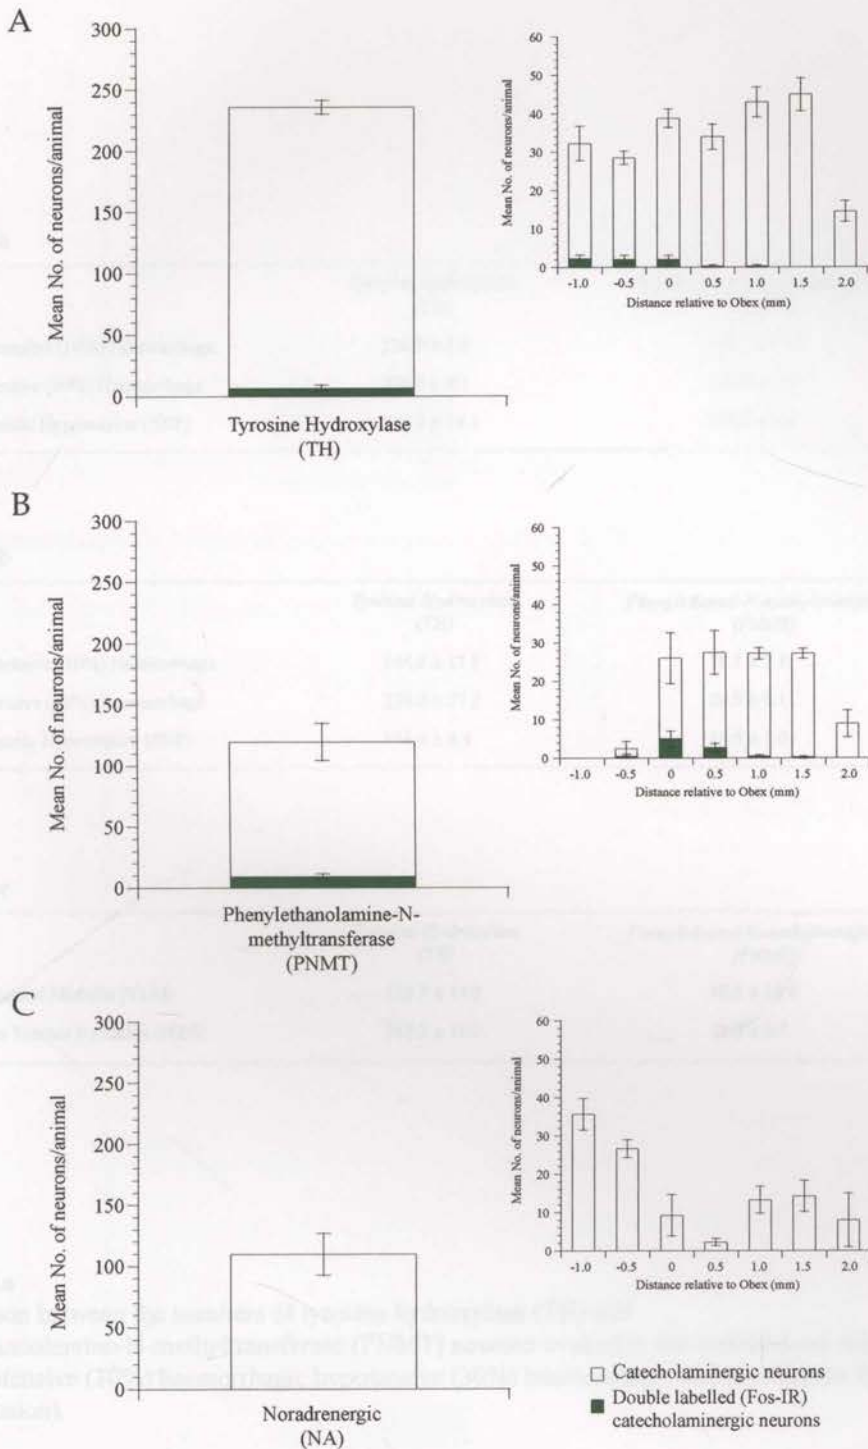 A
Mean No. of neurons/animal
300
250
200
150
100
50
0
Tyrosine Hydroxylase
(TH)
Mean No. of neurons/animal
60
50
40
30
20
10
0
-1.0 -0.5 0 0.5 1.0 1.5 2.0
Distance relative to Obex (mm)
B
Mean No. of neurons/animal
300
250
200
150
100
50
0
Phenylethanolamine-N-
methyltransferase
(PNMT)
Mean No. of neurons/animal
60
50
40
30
20
10
0
-1.0 -0.5 0 0.5 1.0 1.5 2.0
Distance relative to Obex (mm)
C
Mean No. of neurons/animal
300
250
200
150
100
50
0
Noradrenergic
(NA)
Mean No. of neurons/animal
60
50
40
30
20
10
0
-1.0 -0.5 0 0.5 1.0 1.5 2.0
Distance relative to Obex (mm)
Catecholaminergic neurons
Double labelled (Fos-IR)
catecholaminergic neurons